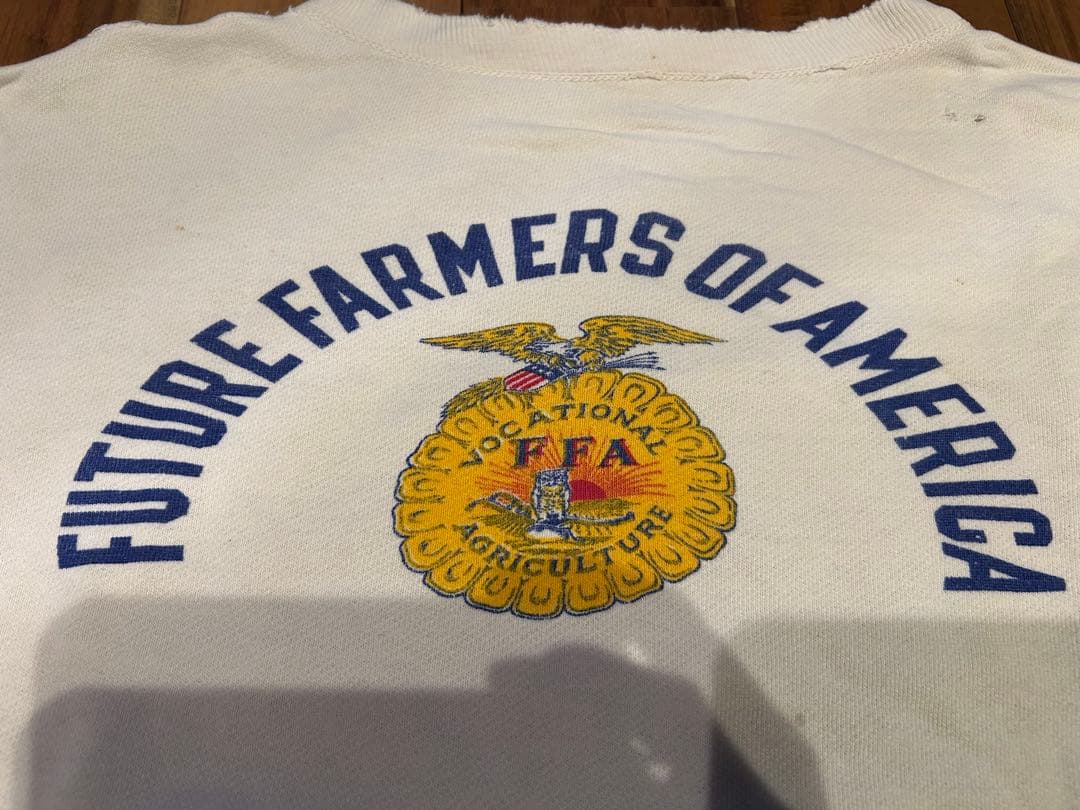 FUTURE FARMERS OF AMERICA
VOCATIONAL
FFA
AGRICULTURE